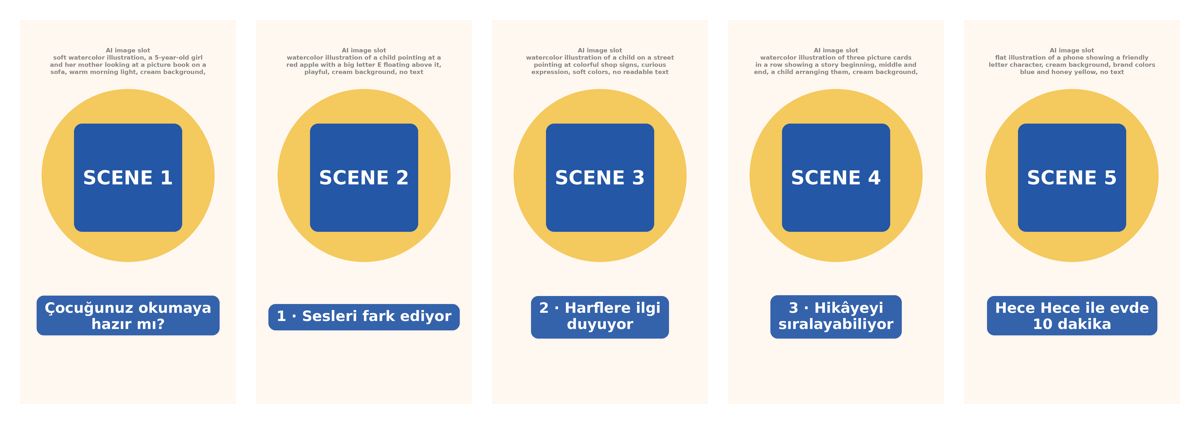 AI image slot
soft watercolor illustration, a 5-year-old girl
and her mother looking at a picture book on a
sofa, warm morning light, cream background,
SCENE 1
Çocuğunuz okumaya
hazır mı?
AI image slot
watercolor illustration of a child pointing at a
red apple with a big letter E floating above it,
playful, cream background, no text
SCENE 2
1 · Sesleri fark ediyor
AI image slot
watercolor illustration of a child on a street
pointing at colorful shop signs, curious
expression, soft colors, no readable text
SCENE 3
2 · Harflere ilgi
duyuyor
AI image slot
watercolor illustration of three picture cards
in a row showing a story beginning, middle and
end, a child arranging them, cream background,
SCENE 4
3 · Hikâyeyi
sıralayabiliyor
AI image slot
flat illustration of a phone showing a friendly
letter character, cream background, brand colors
blue and honey yellow, no text
SCENE 5
Hece Hece ile evde
10 dakika